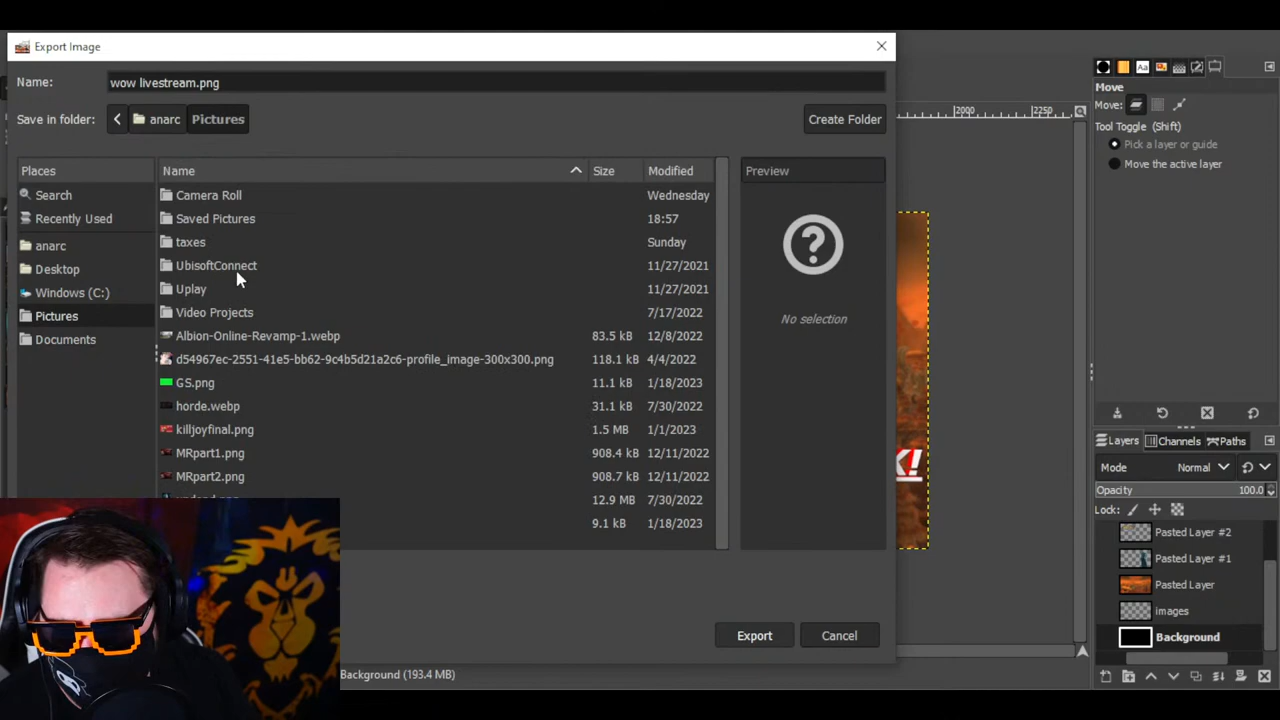 Export Image
Name: wow livestream.png
Save in folder: anarc Pictures Create Folder
Places Name Size Modified Preview
Search
Recently Used
anarc
Desktop
Windows (C:)
Pictures
Documents
Camera Roll Wednesday
Saved Pictures 18:57
taxes Sunday
UbisoftConnect 11/27/2021
Uplay 11/27/2021
Video Projects 7/17/2022
Albion-Online-Revamp-1.webp 83.5 kB 12/8/2022
d54967ec-2551-41e5-bb62-9c4b5d21a2c6-profile_image-300x300.png 118.1 kB 4/4/2022
GS.png 11.1 kB 1/18/2023
horde.webp 31.1 kB 7/30/2022
killjoyfinal.png 1.5 MB 1/1/2023
MRpart1.png 908.4 kB 12/11/2022
MRpart2.png 908.7 kB 12/11/2022
12.9 MB 7/30/2022
9.1 kB 1/18/2023
No selection
Export Cancel
Background (193.4 MB)
2000 2250
K!
Aa
Move
Move:
Tool Toggle (Shift)
Pick a layer or guide
Move the active layer
Layers Channels Paths
Mode Normal
Opacity 100.0
Lock:
Pasted Layer #2
Pasted Layer #1
Pasted Layer
images
Background